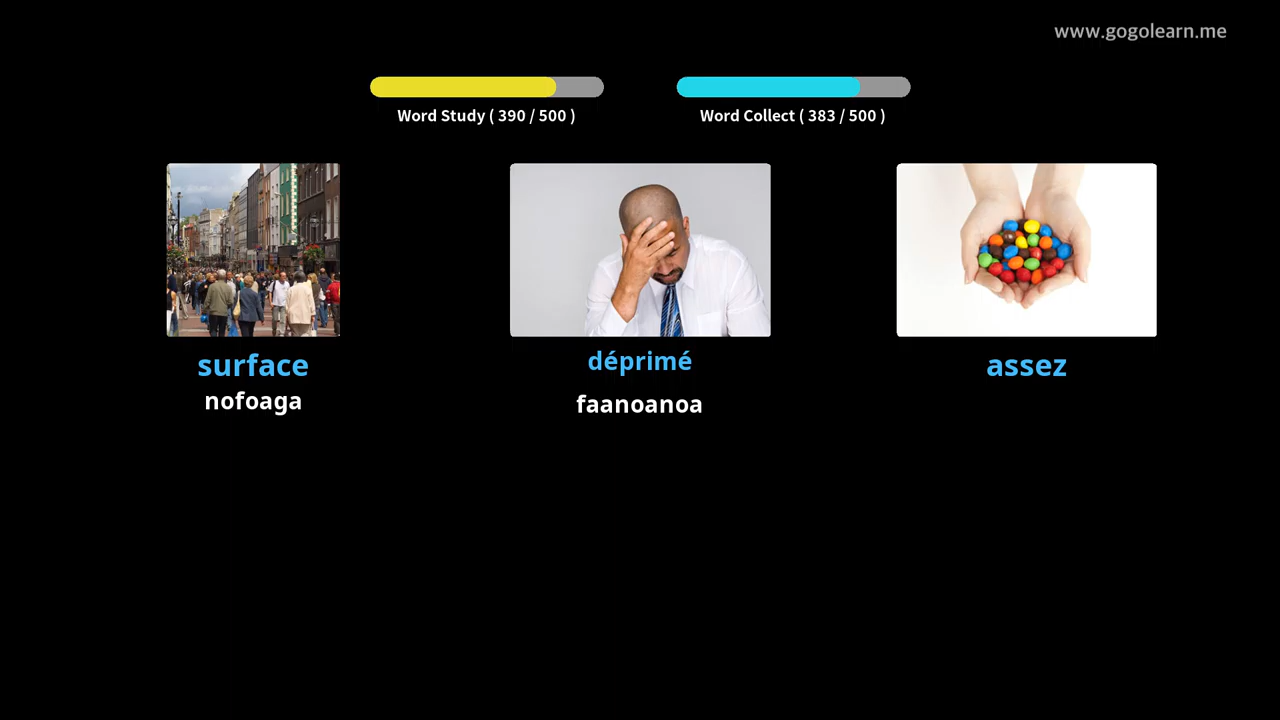 www.gogolearn.me
Word Study ( 390 / 500 )
Word Collect ( 383 / 500 )
surface
nofoaga
déprimé
faanoanoa
assez